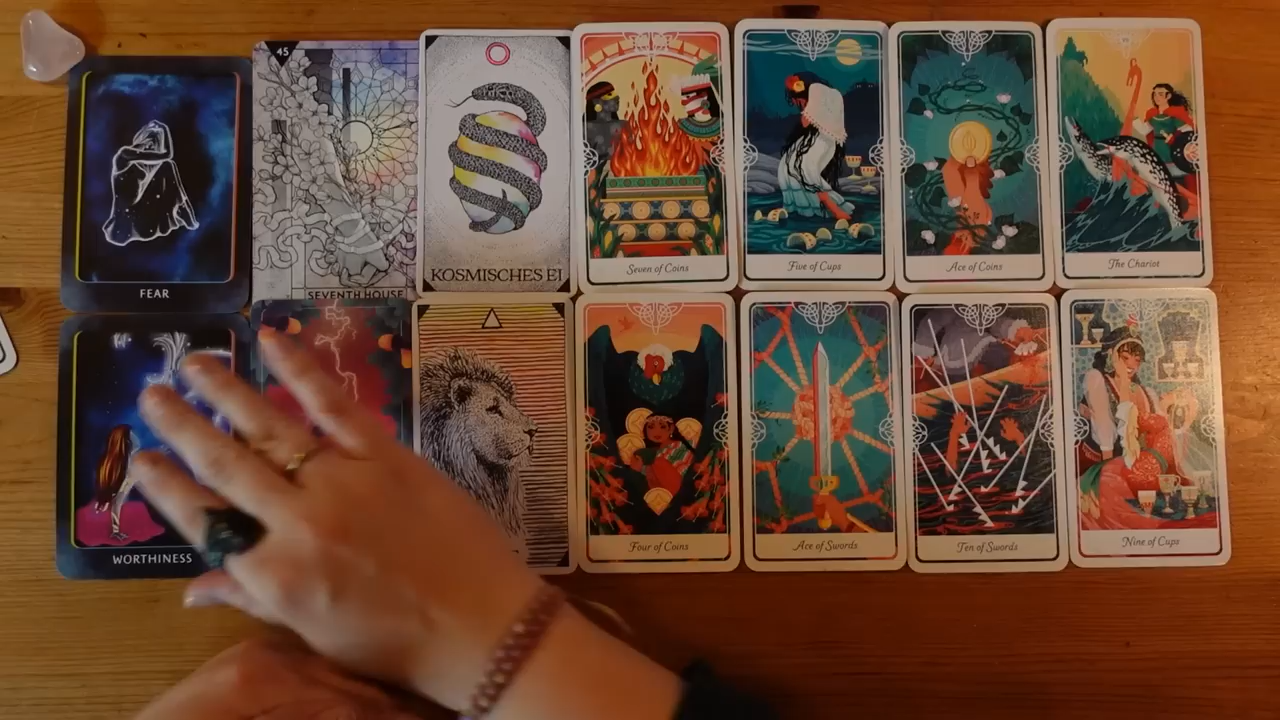 FEAR
45
SEVENTH HOUSE
KOSMISCHES EI
Seven of Coins
Five of Cups
Ace of Coins
The Chariot
WORTHINESS
Four of Coins
Ace of Swords
Ten of Swords
Nine of Cups